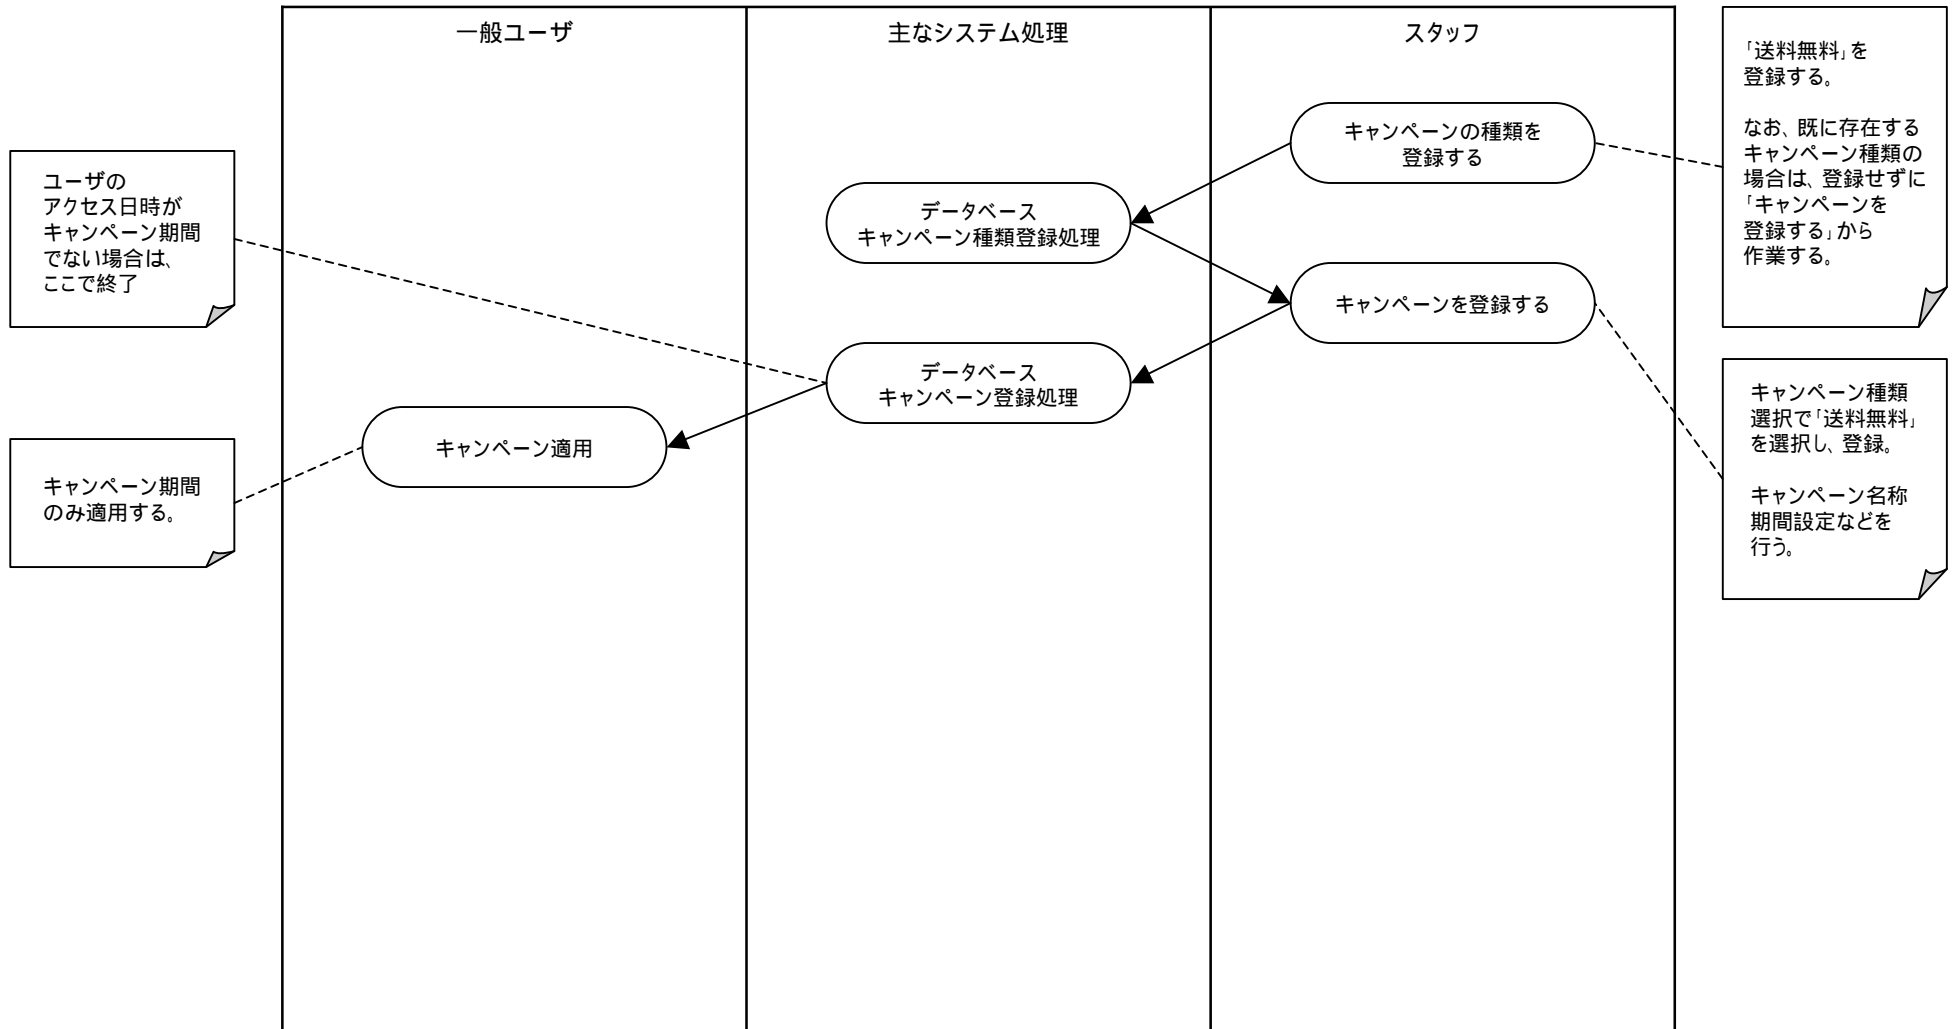 一般ユーザ
主なシステム処理
スタッフ
「送料無料」を
登録する。
なお、既に存在する
キャンペーン種類の
場合は、登録せずに
「キャンペーンを
登録する」から
作業する。
キャンペーンの種類を
登録する
ユーザの
アクセス日時が
キャンペーン期間
でない場合は、
ここで終了
データベース
キャンペーン種類登録処理
キャンペーンを登録する
データベース
キャンペーン登録処理
キャンペーン種類
選択で「送料無料」
を選択し、登録。
キャンペーン名称
期間設定などを
行う。
キャンペーン適用
キャンペーン期間
のみ適用する。